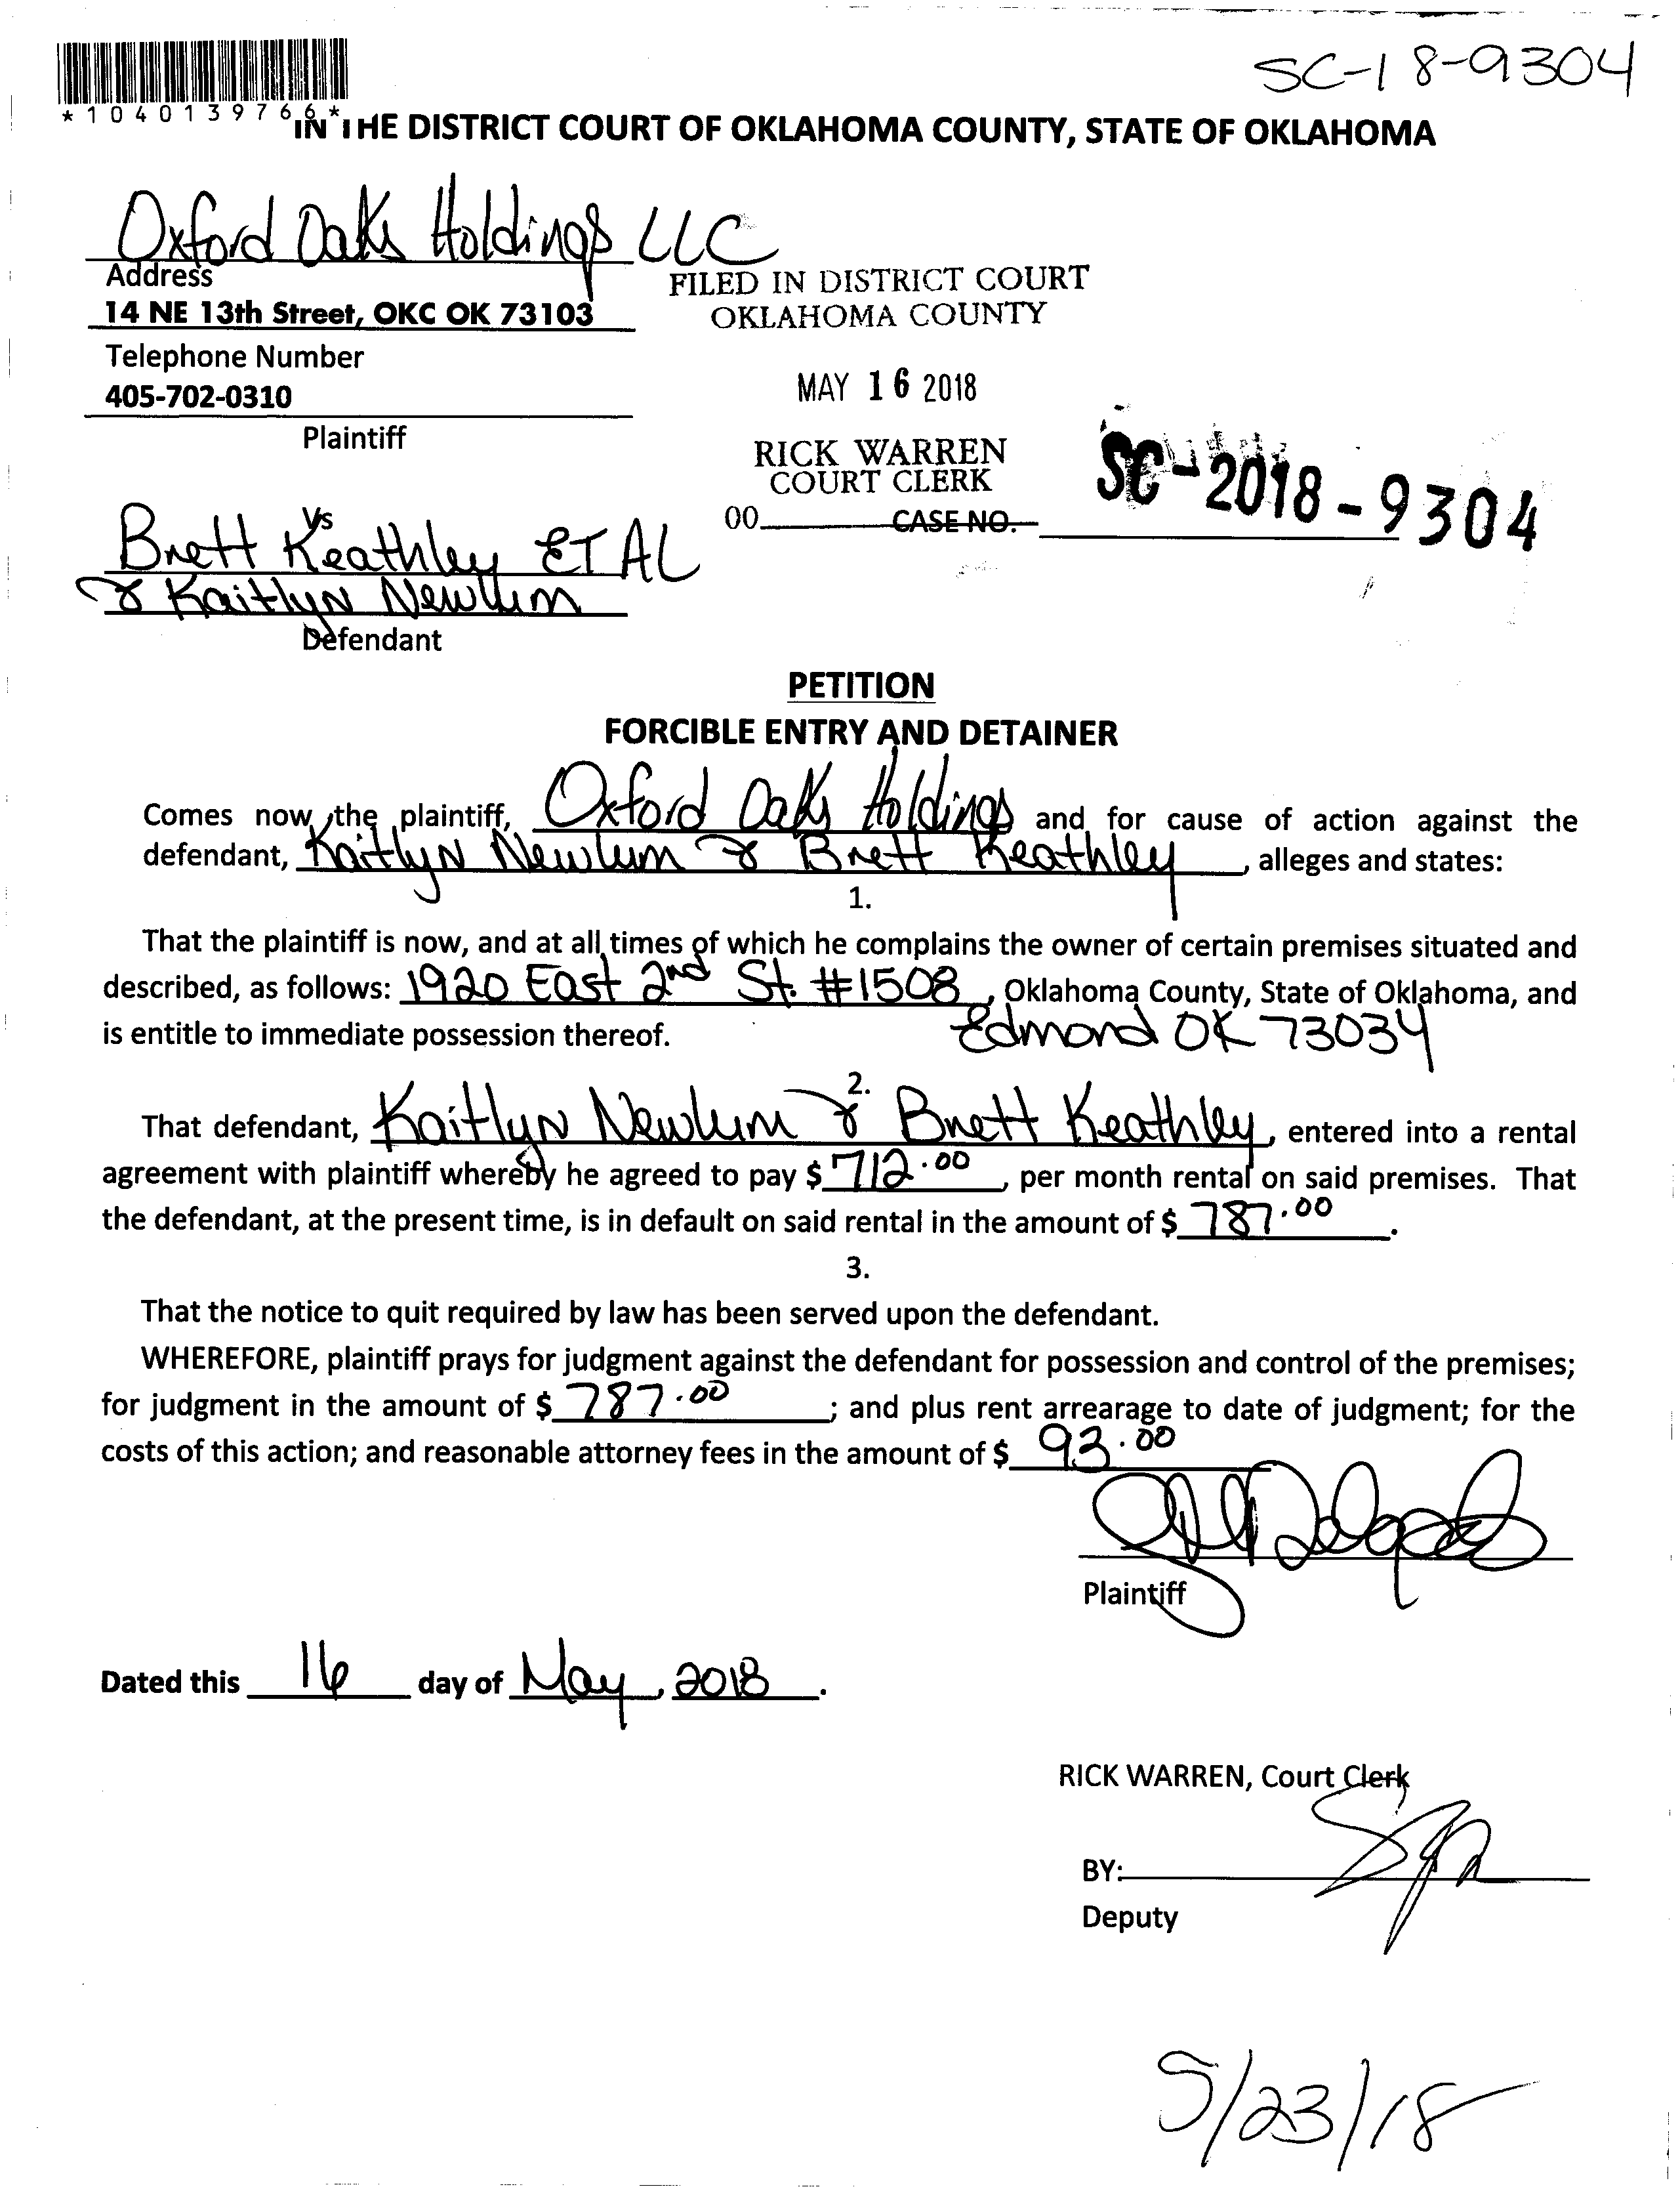 SC-18-9304
*1040139766*
IN THE DISTRICT COURT OF OKLAHOMA COUNTY, STATE OF OKLAHOMA
Oxford Oaks Holdings LLC
Address
14 NE 13th Street, OKC OK 73103
Telephone Number
405-702-0310
Plaintiff
FILED IN DISTRICT COURT
OKLAHOMA COUNTY
MAY 16 2018
RICK WARREN
COURT CLERK
00 CASE NO.
SC-2018-9304
Vs
Brett Keathley ET AL
& Kaitlyn Newlum
Defendant
PETITION
FORCIBLE ENTRY AND DETAINER
Comes now the plaintiff, Oxford Oaks Holdings and for cause of action against the
defendant, Kaitlyn Newlum & Brett Keathley, alleges and states:
1.
That the plaintiff is now, and at all times of which he complains the owner of certain premises situated and
described, as follows: 1920 East 2nd St. #1508, Oklahoma County, State of Oklahoma, and
is entitle to immediate possession thereof. Edmond OK 73034
2.
That defendant, Kaitlyn Newlum & Brett Keathley, entered into a rental
agreement with plaintiff whereby he agreed to pay $ 712.00, per month rental on said premises. That
the defendant, at the present time, is in default on said rental in the amount of $ 787.00.
3.
That the notice to quit required by law has been served upon the defendant.
WHEREFORE, plaintiff prays for judgment against the defendant for possession and control of the premises;
for judgment in the amount of $ 787.00; and plus rent arrearage to date of judgment; for the
costs of this action; and reasonable attorney fees in the amount of $ 93.00
Plaintiff
Dated this 16 day of May, 2018.
RICK WARREN, Court Clerk
BY:
Deputy
5/23/18